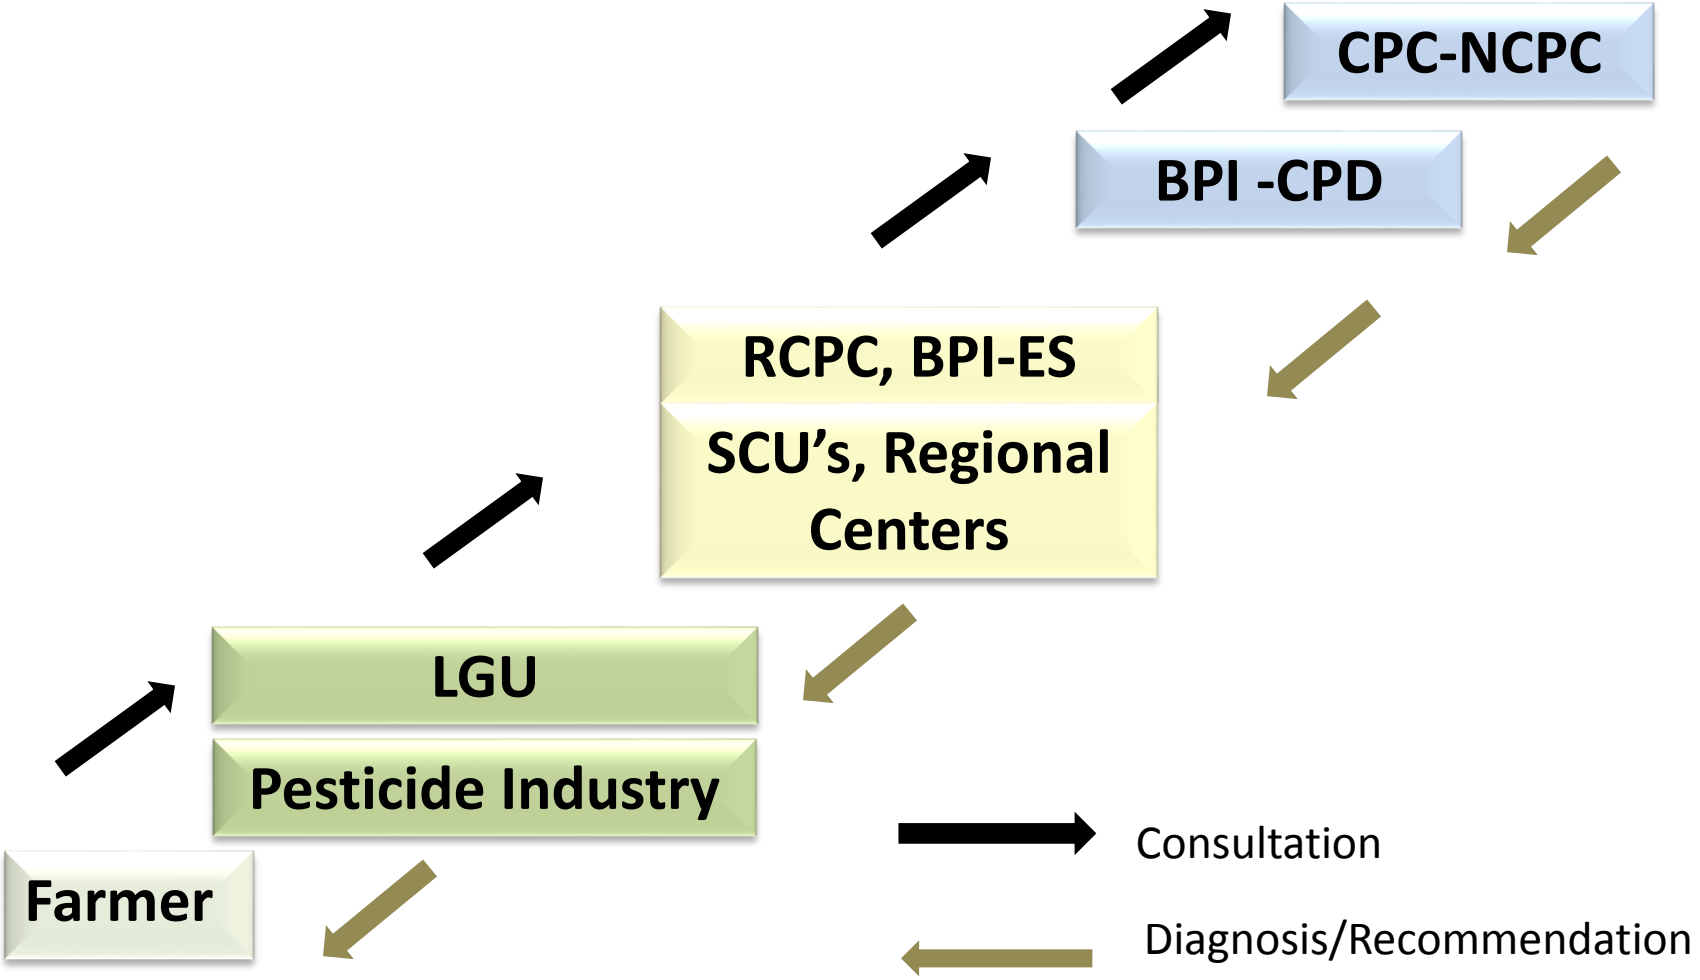 CPC-NCPC
BPI -CPD
RCPC, BPI-ES
SCU’s, Regional
Centers
LGU
Pesticide Industry
Farmer
Consultation
Diagnosis/Recommendation